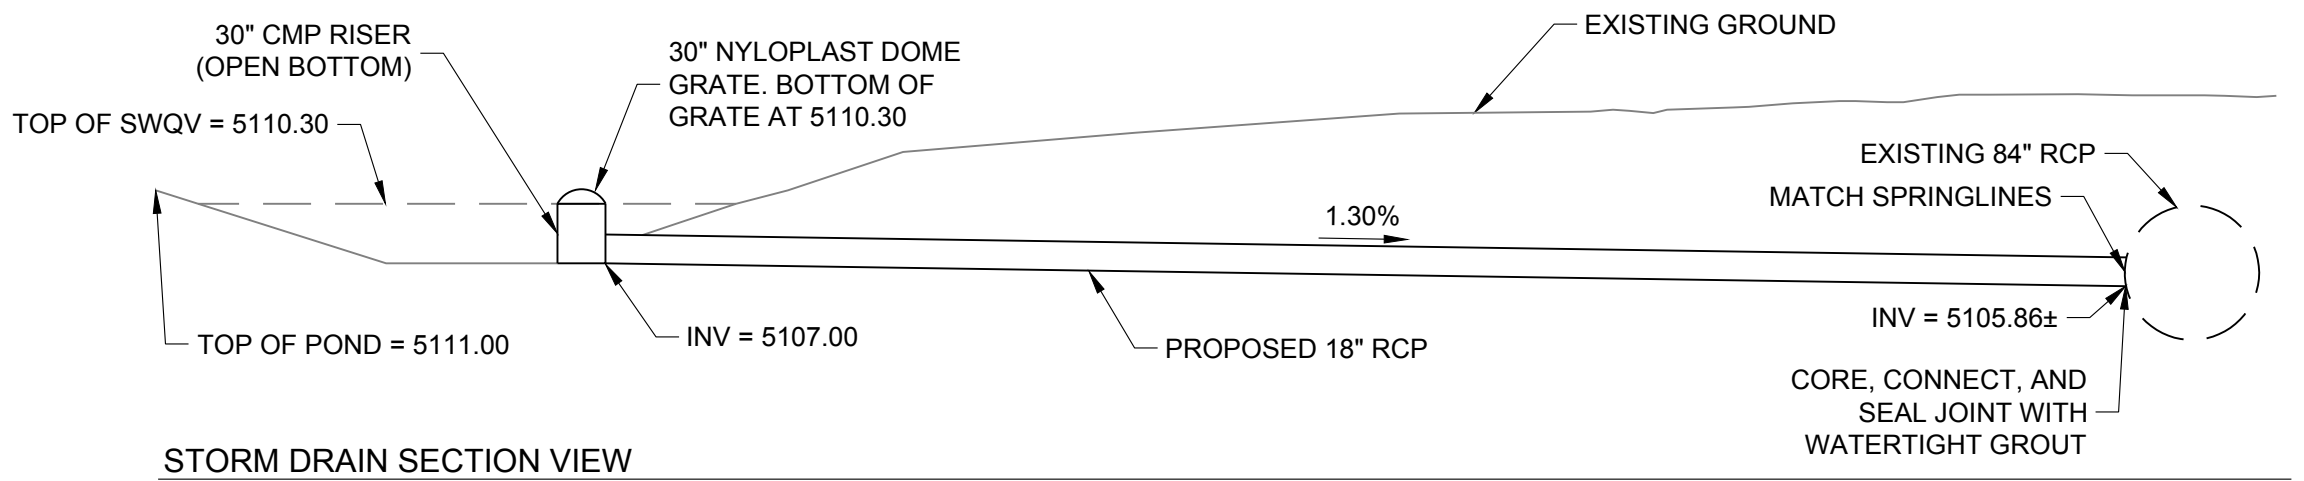 30" CMP RISER
(OPEN BOTTOM)
30" NYLOPLAST DOME
GRATE. BOTTOM OF
GRATE AT 5110.30
EXISTING GROUND
TOP OF SWQV = 5110.30
EXISTING 84" RCP
MATCH SPRINGLINES
1.30%
INV = 5105.86±
TOP OF POND = 5111.00
INV = 5107.00
PROPOSED 18" RCP
CORE, CONNECT, AND
SEAL JOINT WITH
WATERTIGHT GROUT
STORM DRAIN SECTION VIEW